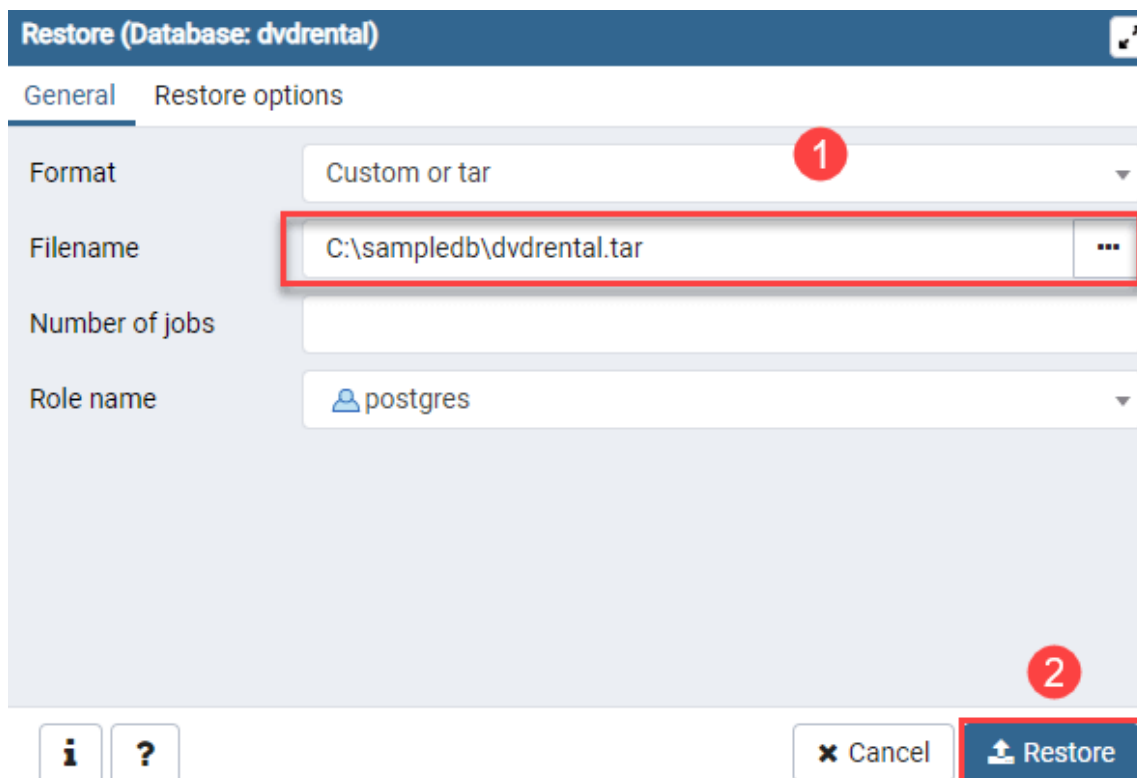 Restore (Database: dvdrental)
General Restore options
1
Format Custom or tar
Filename C:\sampledb\dvdrental.tar ...
Number of jobs
Role name postgres
2
i ? × Cancel Restore